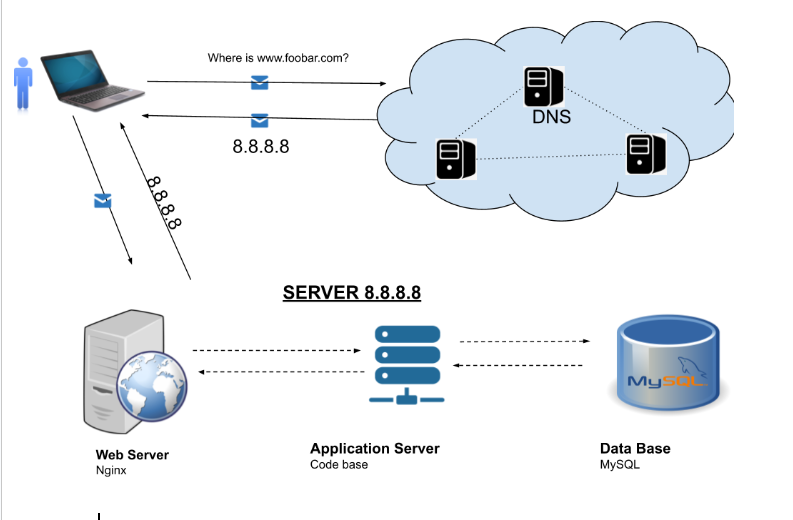 Where is www.foobar.com?
DNS
8.8.8.8
8.8.8.8
SERVER 8.8.8.8
MySQL
Web Server
Nginx
Application Server
Code base
Data Base
MySQL